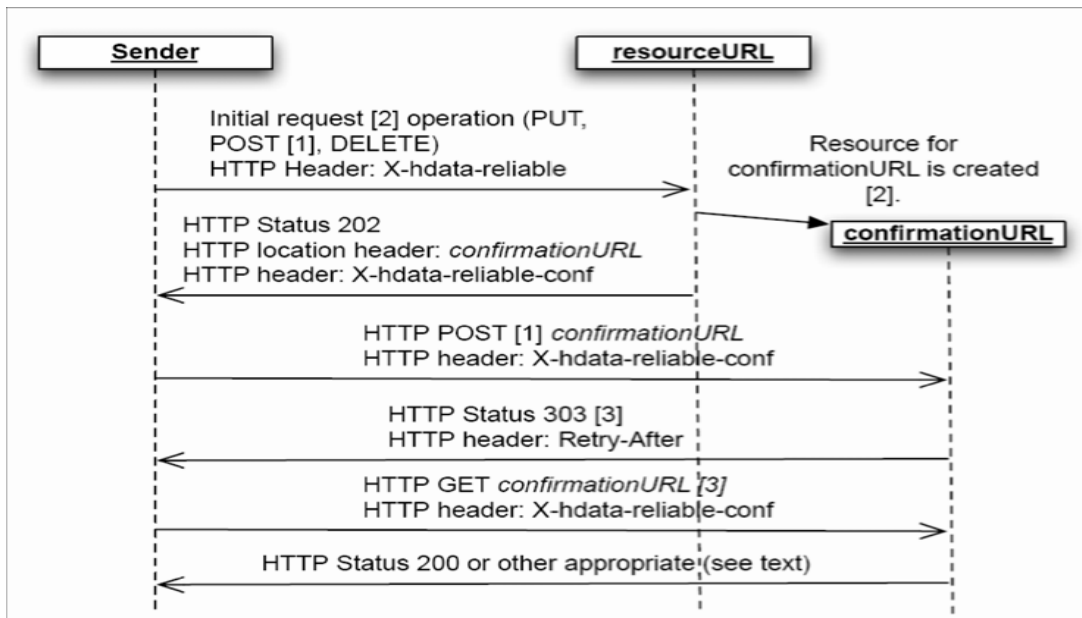 Sender
resourceURL
Initial request [2] operation (PUT,
POST [1], DELETE)
HTTP Header: X-hdata-reliable
Resource for
confirmationURL is created
[2].
confirmationURL
HTTP Status 202
HTTP location header: confirmationURL
HTTP header: X-hdata-reliable-conf
HTTP POST [1] confirmationURL
HTTP header: X-hdata-reliable-conf
HTTP Status 303 [3]
HTTP header: Retry-After
HTTP GET confirmationURL [3]
HTTP header: X-hdata-reliable-conf
HTTP Status 200 or other appropriate (see text)